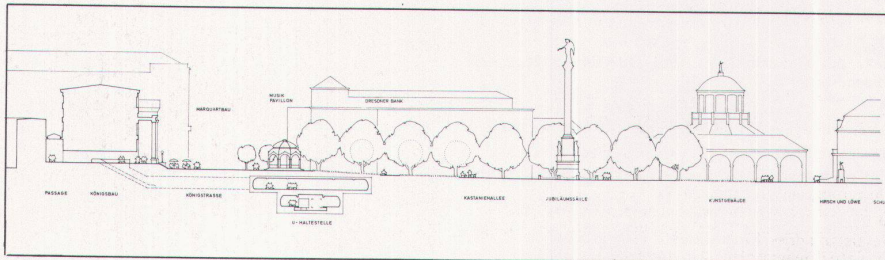 MARQUARTBAU
MUSIK
PAVILLON
DRESDNER BANK
PASSAGE
KÖNIGSBAU
KÖNIGSTRASSE
U-HALTESTELLE
KASTANIENALLEE
JUBILÄUMSSÄULE
KUNSTGEBÄUDE
HIRSCH UND LÖWE